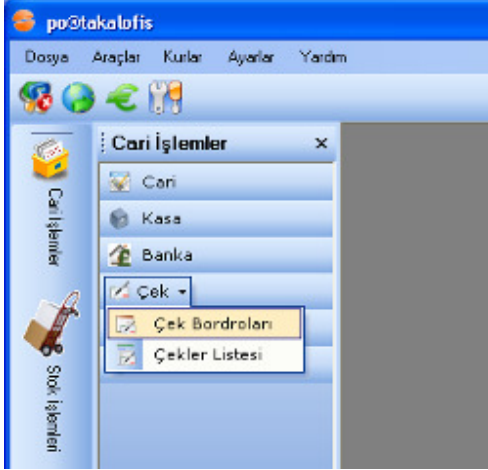 po@takalofis
Dosya Araçlar Kurlar Ayarlar Yardım
Cari İşlemler
Cari İşlemler
Cari
Kasa
Banka
Çek
Çek Bordroları
Çekler Listesi
Stok İşlemleri